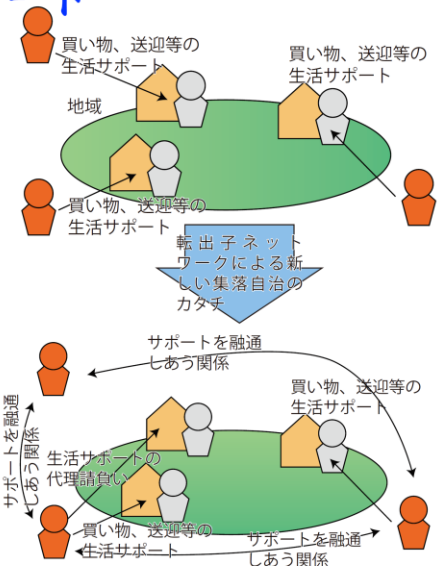 買い物、送迎等の
生活サポート
買い物、送迎等の
生活サポート
地域
買い物、送迎等の
生活サポート
転出子ネット
ワークによる新
しい集落自治の
カタチ
サポートを融通
しあう関係
買い物、送迎等の
生活サポート
サポートを融通
しあう関係
生活サポートの
代理請負い
買い物、送迎等の
生活サポート
サポートを融通
しあう関係